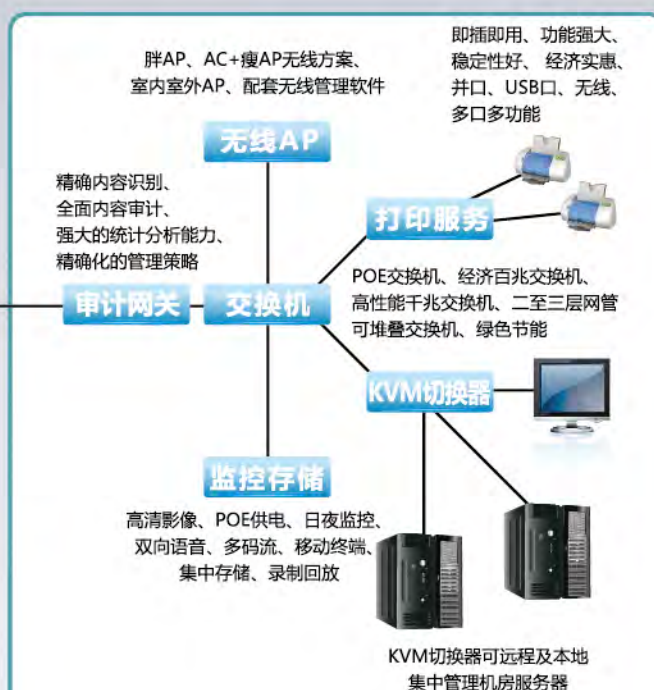 胖AP、AC+瘦AP无线方案、
室内室外AP、配套无线管理软件
无线AP
即插即用、功能强大、
稳定性好、 经济实惠、
并口、USB口、无线、
多口多功能
打印服务
精确内容识别、
全面内容审计、
强大的统计分析能力、
精确化的管理策略
审计网关
交换机
POE交换机、经济百兆交换机、
高性能千兆交换机、二至三层网管
可堆叠交换机、绿色节能
KVM切换器
监控存储
高清影像、POE供电、日夜监控、
双向语音、多码流、移动终端、
集中存储、录制回放
KVM切换器可远程及本地
集中管理机房服务器